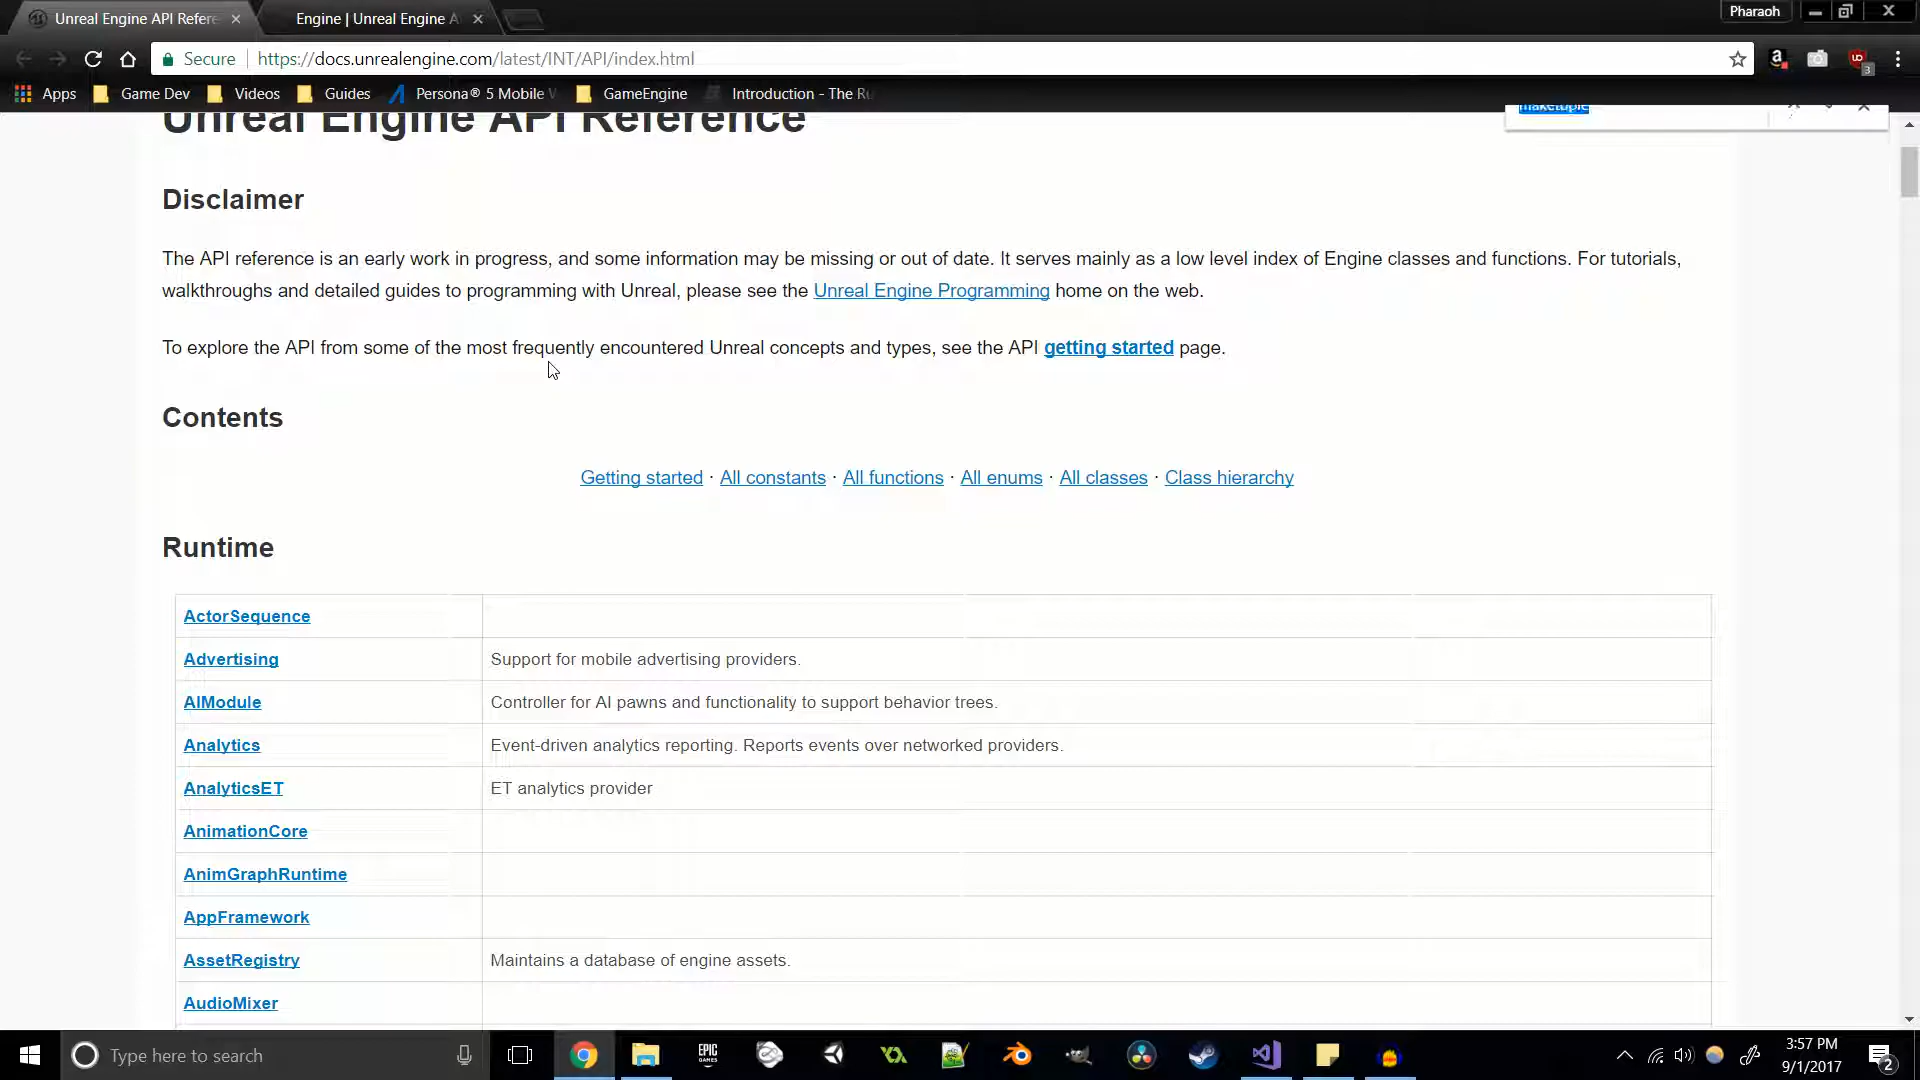 Unreal Engine API Refere
Engine | Unreal Engine A
Pharaoh
Secure
https://docs.unrealengine.com/latest/INT/API/index.html
Apps
Game Dev
Videos
Guides
Persona® 5 Mobile
GameEngine
Introduction - The Ru
Unreal Engine API Reference
Disclaimer
The API reference is an early work in progress, and some information may be missing or out of date. It serves mainly as a low level index of Engine classes and functions. For tutorials,
walkthroughs and detailed guides to programming with Unreal, please see the Unreal Engine Programming home on the web.
To explore the API from some of the most frequently encountered Unreal concepts and types, see the API getting started page.
Contents
Getting started · All constants · All functions · All enums · All classes · Class hierarchy
Runtime
ActorSequence
Advertising Support for mobile advertising providers.
AIModule Controller for AI pawns and functionality to support behavior trees.
Analytics Event-driven analytics reporting. Reports events over networked providers.
AnalyticsET ET analytics provider
AnimationCore
AnimGraphRuntime
AppFramework
AssetRegistry Maintains a database of engine assets.
AudioMixer
Type here to search
EPIC
GAMES
3:57 PM
9/1/2017
2
3